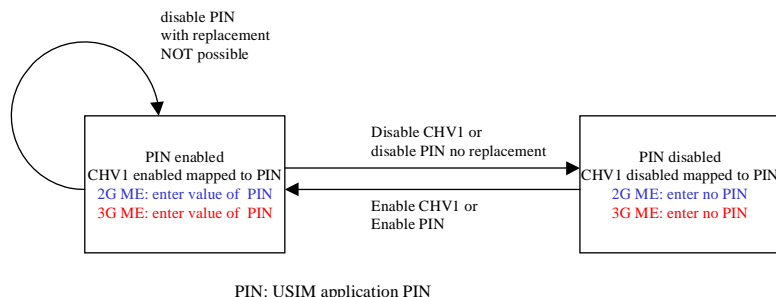 disable PIN
with replacement
NOT possible
PIN enabled
CHV1 enabled mapped to PIN
2G ME: enter value of PIN
3G ME: enter value of PIN
Disable CHV1 or
disable PIN no replacement
Enable CHV1 or
Enable PIN
PIN disabled
CHV1 disabled mapped to PIN
2G ME: enter no PIN
3G ME: enter no PIN
PIN: USIM application PIN